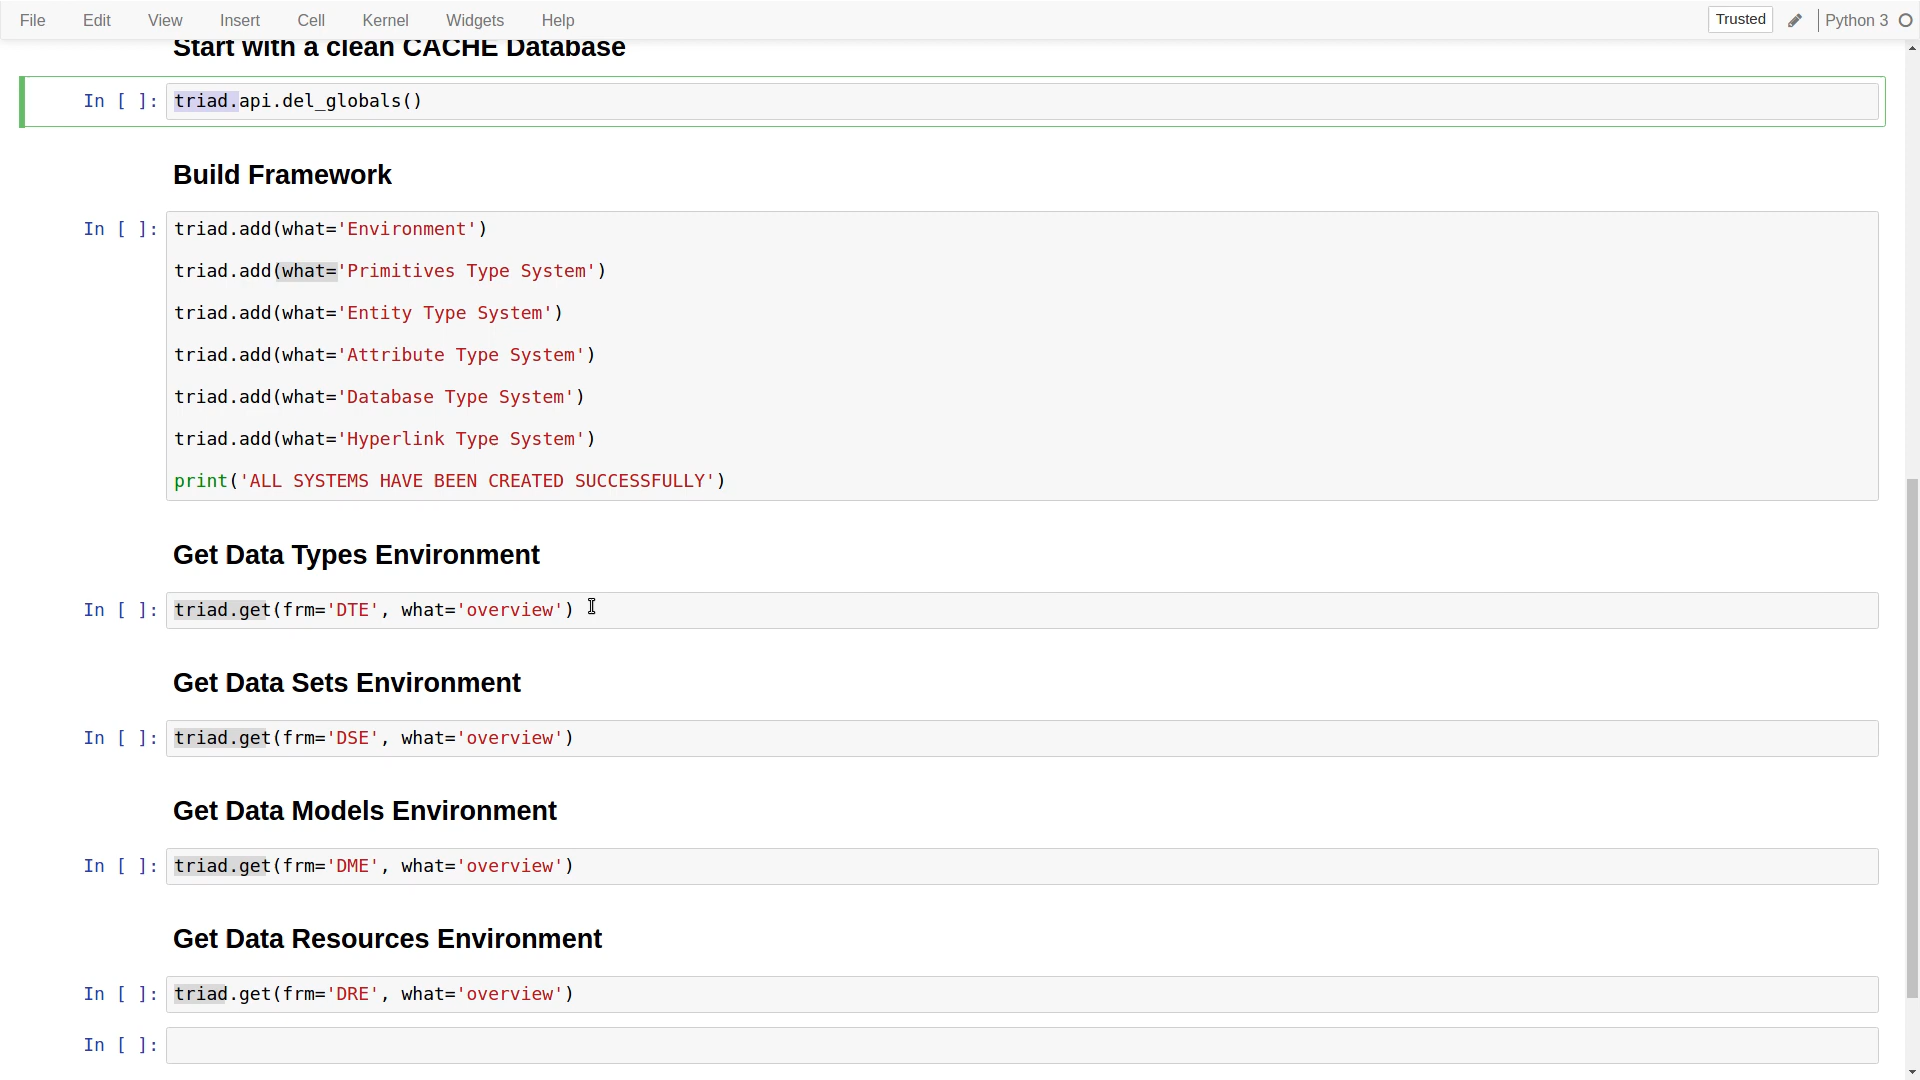 File Edit View Insert Cell Kernel Widgets Help Trusted Python 3
Start with a clean CACHE Database
In [ ]: triad.api.del_globals()
Build Framework
In [ ]: triad.add(what='Environment')
triad.add(what='Primitives Type System')
triad.add(what='Entity Type System')
triad.add(what='Attribute Type System')
triad.add(what='Database Type System')
triad.add(what='Hyperlink Type System')
print('ALL SYSTEMS HAVE BEEN CREATED SUCCESSFULLY')
Get Data Types Environment
In [ ]: triad.get(frm='DTE', what='overview')
Get Data Sets Environment
In [ ]: triad.get(frm='DSE', what='overview')
Get Data Models Environment
In [ ]: triad.get(frm='DME', what='overview')
Get Data Resources Environment
In [ ]: triad.get(frm='DRE', what='overview')
In [ ]: